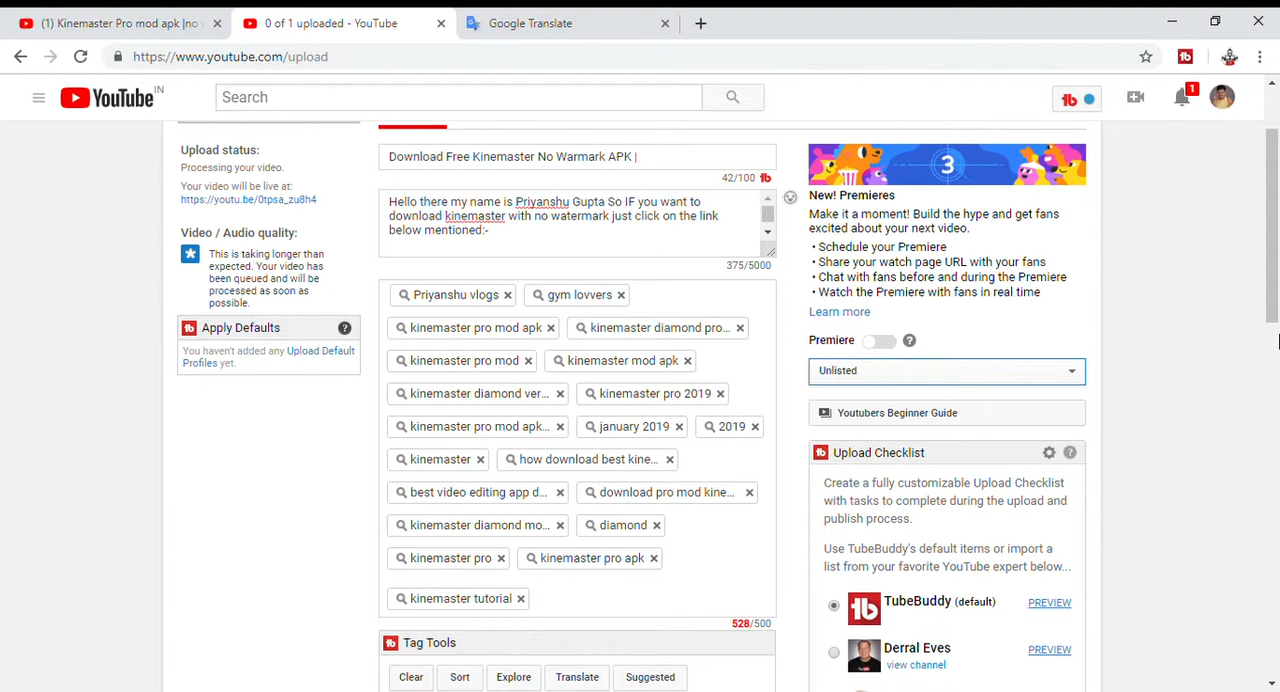 (1) Kinemaster Pro mod apk |no
0 of 1 uploaded - YouTube
Google Translate
https://www.youtube.com/upload
YouTube IN
Search
1
Upload status:
Processing your video.
Your video will be live at:
https://youtu.be/0tpsa_zu8h4
Video / Audio quality:
This is taking longer than
expected. Your video has
been queued and will be
processed as soon as
possible.
Apply Defaults
You haven't added any Upload Default
Profiles yet.
Download Free Kinemaster No Warmark APK |
42/100
Hello there my name is Priyanshu Gupta So IF you want to
download kinemaster with no watermark just click on the link
below mentioned:-
375/5000
Priyanshu vlogs
gym lovvers
kinemaster pro mod apk
kinemaster diamond pro...
kinemaster pro mod
kinemaster mod apk
kinemaster diamond ver...
kinemaster pro 2019
kinemaster pro mod apk...
january 2019
2019
kinemaster
how download best kine...
best video editing app d...
download pro mod kine...
kinemaster diamond mo...
diamond
kinemaster pro
kinemaster pro apk
kinemaster tutorial
528/500
Tag Tools
Clear
Sort
Explore
Translate
Suggested
3
New! Premieres
Make it a moment! Build the hype and get fans
excited about your next video.
• Schedule your Premiere
• Share your watch page URL with your fans
• Chat with fans before and during the Premiere
• Watch the Premiere with fans in real time
Learn more
Premiere
Unlisted
Youtubers Beginner Guide
Upload Checklist
Create a fully customizable Upload Checklist
with tasks to complete during the upload and
publish process.
Use TubeBuddy's default items or import a
list from your favorite YouTube expert below...
TubeBuddy (default)
PREVIEW
Derral Eves
PREVIEW
view channel